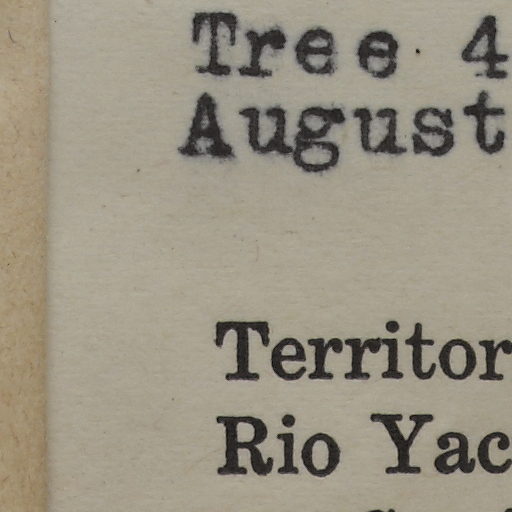 Tree 4
August
Territor
Rio Yac